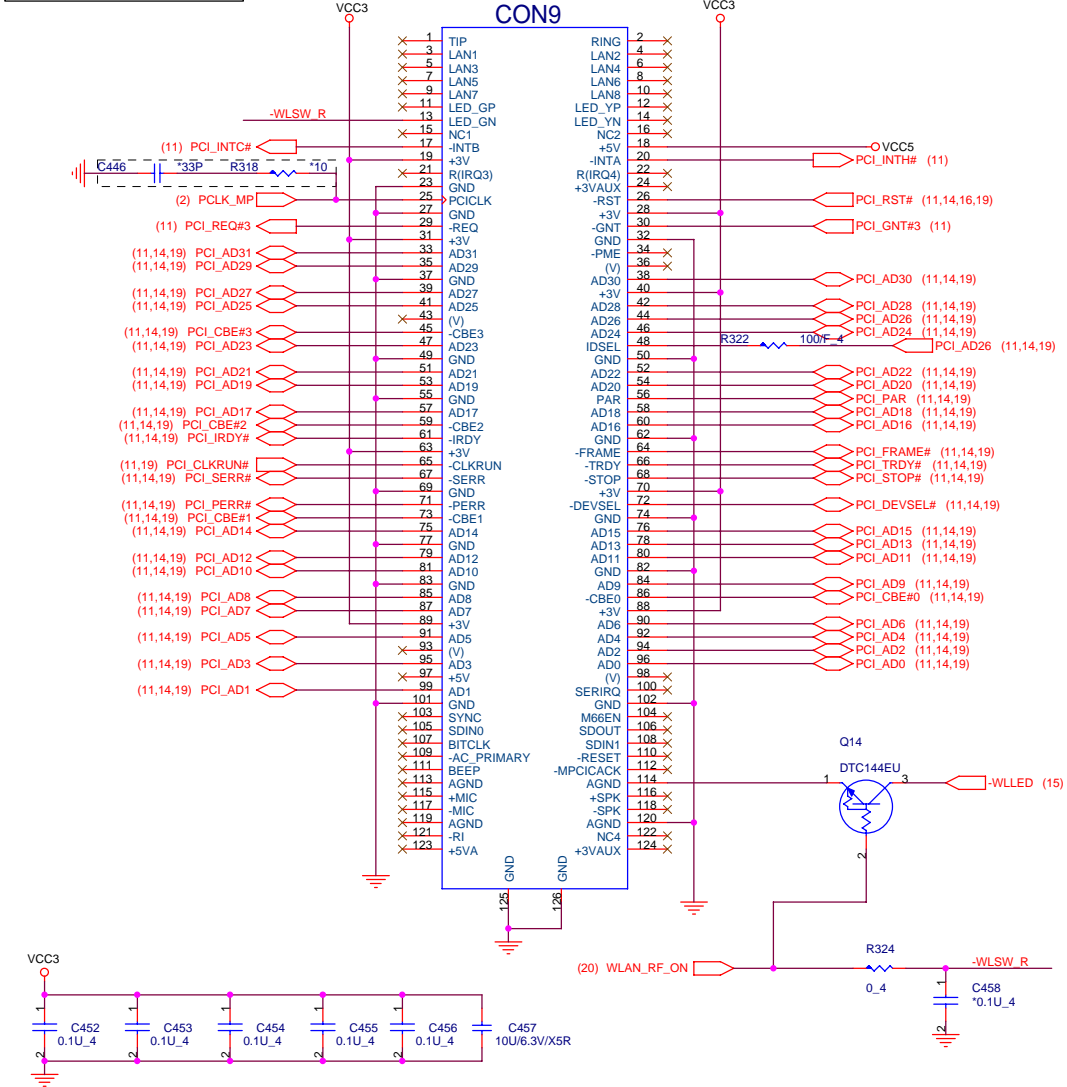 CON9
VCC3
VCC3
1 TIP RING 2
3 LAN1 LAN2 4
5 LAN3 LAN4 6
7 LAN5 LAN6 8
9 LAN7 LAN8 10
11 LED_GP LED_YP 12
-WLSW_R 13 LED_GN LED_YN 14
15 NC1 NC2 16
(11) PCI_INTC# 17 -INTB +5V 18 VCC5
19 +3V -INTA 20 PCI_INTH# (11)
C446 *33P R318 *10 21 R(IRQ3) R(IRQ4) 22
23 GND +3VAUX 24
(2) PCLK_MP 25 PCICLK -RST 26 PCI_RST# (11,14,16,19)
27 GND +3V 28
(11) PCI_REQ#3 29 -REQ -GNT 30 PCI_GNT#3 (11)
31 +3V GND 32
(11,14,19) PCI_AD31 33 AD31 -PME 34
(11,14,19) PCI_AD29 35 AD29 (V) 36
37 GND AD30 38 PCI_AD30 (11,14,19)
(11,14,19) PCI_AD27 39 AD27 +3V 40
(11,14,19) PCI_AD25 41 AD25 AD28 42 PCI_AD28 (11,14,19)
43 (V) AD26 44 PCI_AD26 (11,14,19)
(11,14,19) PCI_CBE#3 45 -CBE3 AD24 46 PCI_AD24 (11,14,19)
(11,14,19) PCI_AD23 47 AD23 IDSEL 48 R322 100/F_4 PCI_AD26 (11,14,19)
49 GND GND 50
(11,14,19) PCI_AD21 51 AD21 AD22 52 PCI_AD22 (11,14,19)
(11,14,19) PCI_AD19 53 AD19 AD20 54 PCI_AD20 (11,14,19)
55 GND PAR 56 PCI_PAR (11,14,19)
(11,14,19) PCI_AD17 57 AD17 AD18 58 PCI_AD18 (11,14,19)
(11,14,19) PCI_CBE#2 59 -CBE2 AD16 60 PCI_AD16 (11,14,19)
(11,14,19) PCI_IRDY# 61 -IRDY GND 62
63 +3V -FRAME 64 PCI_FRAME# (11,14,19)
(11,19) PCI_CLKRUN# 65 -CLKRUN -TRDY 66 PCI_TRDY# (11,14,19)
(11,14,19) PCI_SERR# 67 -SERR -STOP 68 PCI_STOP# (11,14,19)
69 GND +3V 70
(11,14,19) PCI_PERR# 71 -PERR -DEVSEL 72 PCI_DEVSEL# (11,14,19)
(11,14,19) PCI_CBE#1 73 -CBE1 GND 74
(11,14,19) PCI_AD14 75 AD14 AD15 76 PCI_AD15 (11,14,19)
77 GND AD13 78 PCI_AD13 (11,14,19)
(11,14,19) PCI_AD12 79 AD12 AD11 80 PCI_AD11 (11,14,19)
(11,14,19) PCI_AD10 81 AD10 GND 82
83 GND AD9 84 PCI_AD9 (11,14,19)
(11,14,19) PCI_AD8 85 AD8 -CBE0 86 PCI_CBE#0 (11,14,19)
(11,14,19) PCI_AD7 87 AD7 +3V 88
89 +3V AD6 90 PCI_AD6 (11,14,19)
(11,14,19) PCI_AD5 91 AD5 AD4 92 PCI_AD4 (11,14,19)
93 (V) AD2 94 PCI_AD2 (11,14,19)
(11,14,19) PCI_AD3 95 AD3 AD0 96 PCI_AD0 (11,14,19)
97 +5V (V) 98
(11,14,19) PCI_AD1 99 AD1 SERIRQ 100
101 GND GND 102
103 SYNC M66EN 104
105 SDIN0 SDOUT 106
107 BITCLK SDIN1 108
109 -AC_PRIMARY -RESET 110
111 BEEP -MPCICACK 112
113 AGND AGND 114
115 +MIC +SPK 116
117 -MIC -SPK 118
119 AGND AGND 120
121 -RI NC4 122
123 +5VA +3VAUX 124
GND GND
125 126
Q14
DTC144EU
1 3 -WLLED (15)
2
R324
(20) WLAN_RF_ON -WLSW_R
0_4
1 C458
*0.1U_4
2
VCC3
1 1 1 1 1
C452 C453 C454 C455 C456 C457
0.1U_4 0.1U_4 0.1U_4 0.1U_4 0.1U_4 10U/6.3V/X5R
2 2 2 2 2